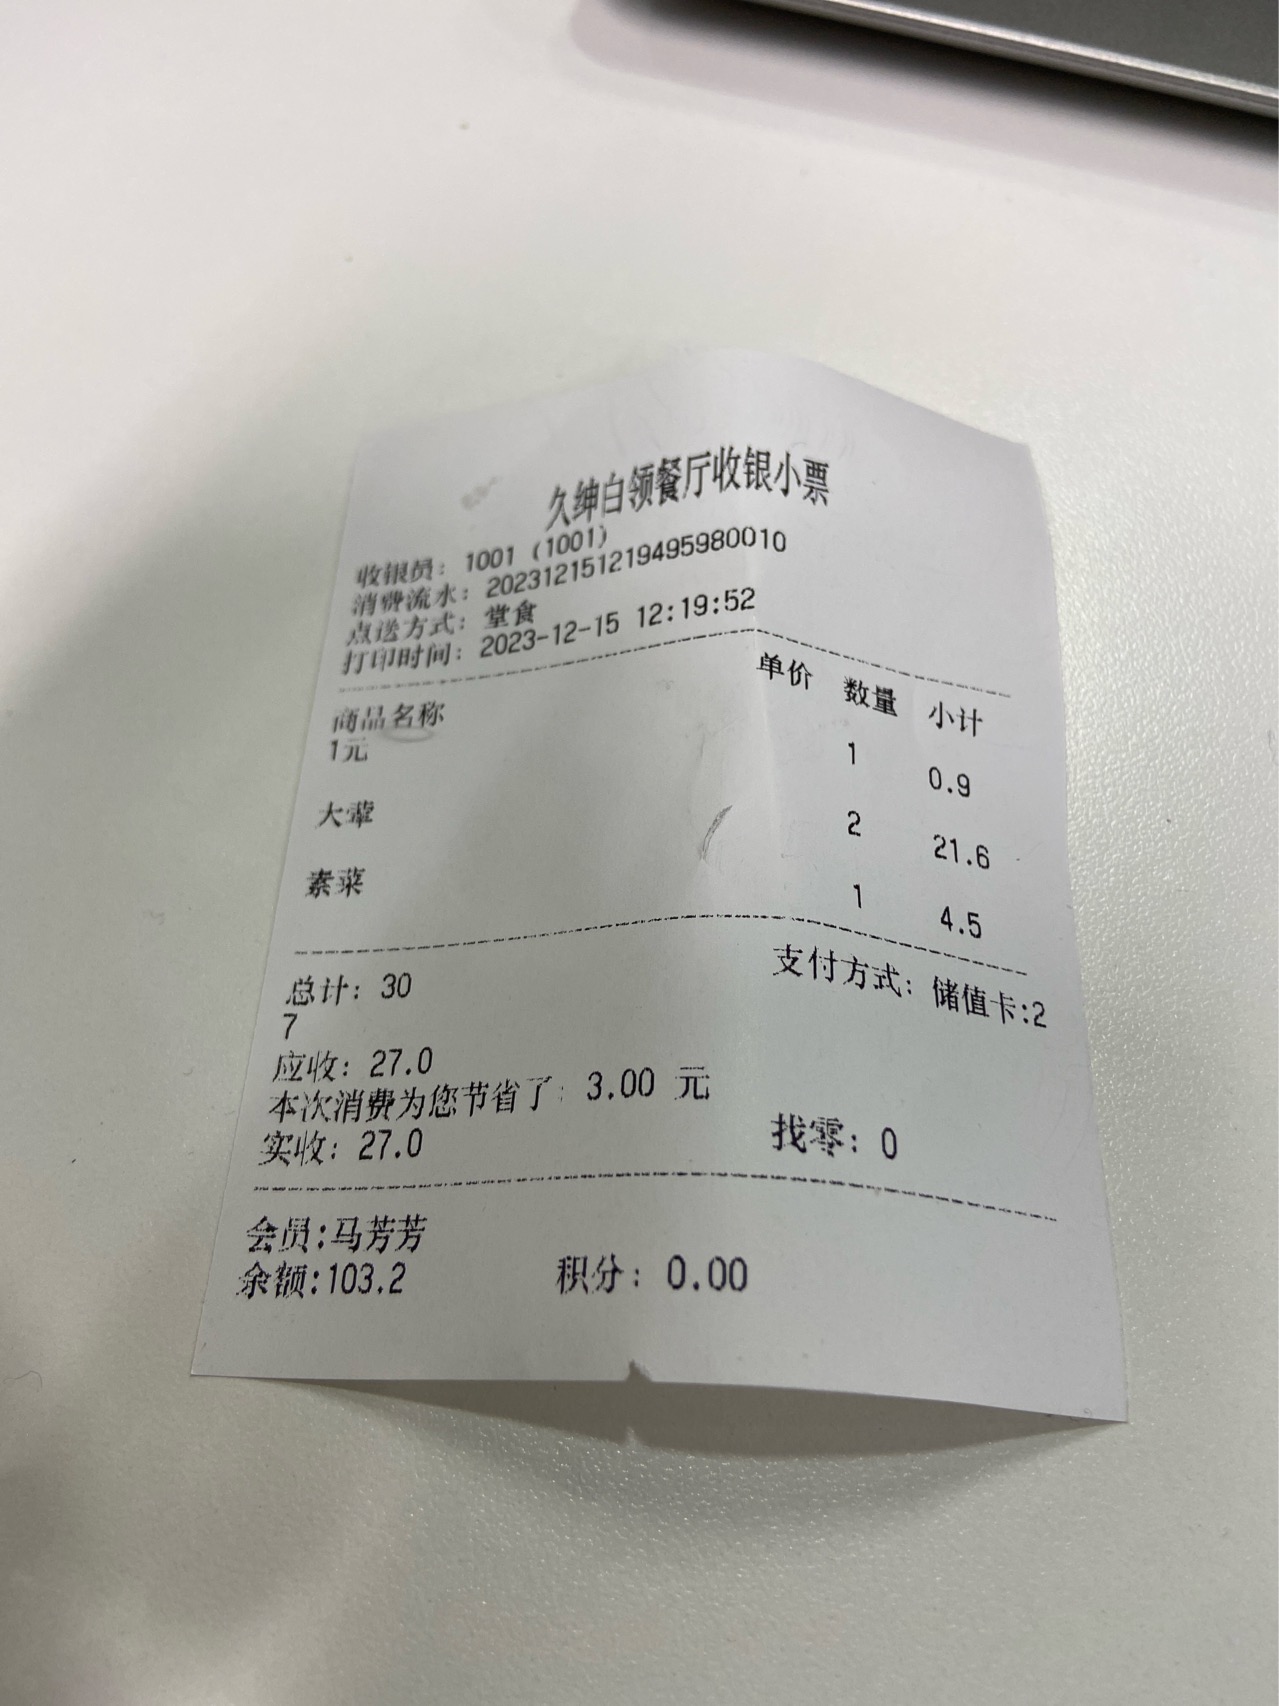 久绅白领餐厅收银小票
收银员: 1001 (1001)
消费流水: 202312151219495980010
点送方式: 堂食
打印时间: 2023-12-15 12:19:52
商品名称 单价 数量 小计
1元 1 0.9
大荤 2 21.6
素菜 1 4.5
总计: 30 支付方式: 储值卡:2
7
应收: 27.0
本次消费为您节省了: 3.00 元
实收: 27.0 找零: 0
会员:马芳芳
余额:103.2 积分: 0.00